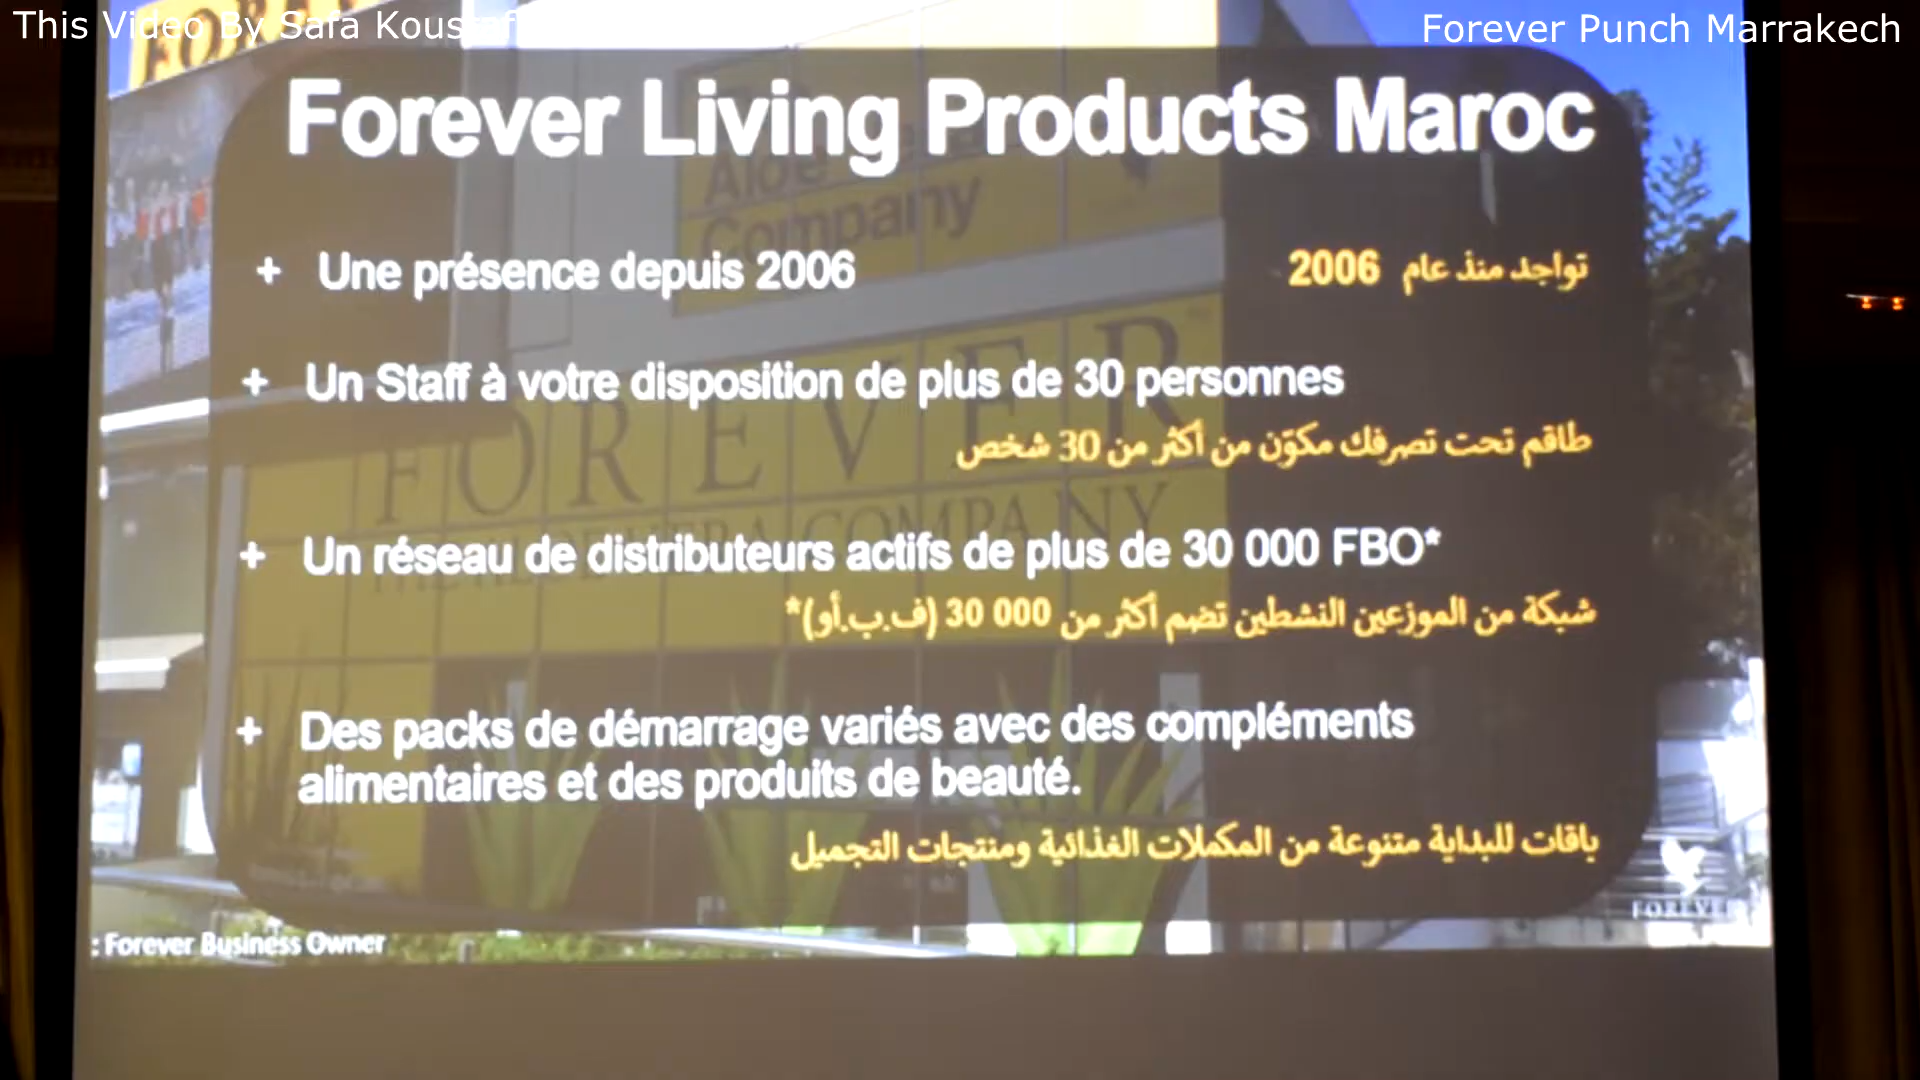 This Video By Safa
Forever Punch Marrakech
Forever Living Products Maroc
Aloe
Company
+ Une présence depuis 2006
تواجد منذ عام 2006
+ Un Staff à votre disposition de plus de 30 personnes
طاقم تحت تصرفك مكوّن من أكثر من 30 شخص
FOREVER
COMPANY
+ Un réseau de distributeurs actifs de plus de 30 000 FBO*
شبكة من الموزعين النشطين تضم أكثر من 000 30 (ف.ب.أو)*
+ Des packs de démarrage variés avec des compléments
alimentaires et des produits de beauté.
باقات للبداية متنوعة من المكملات الغذائية ومنتجات التجميل
: Forever Business Owner